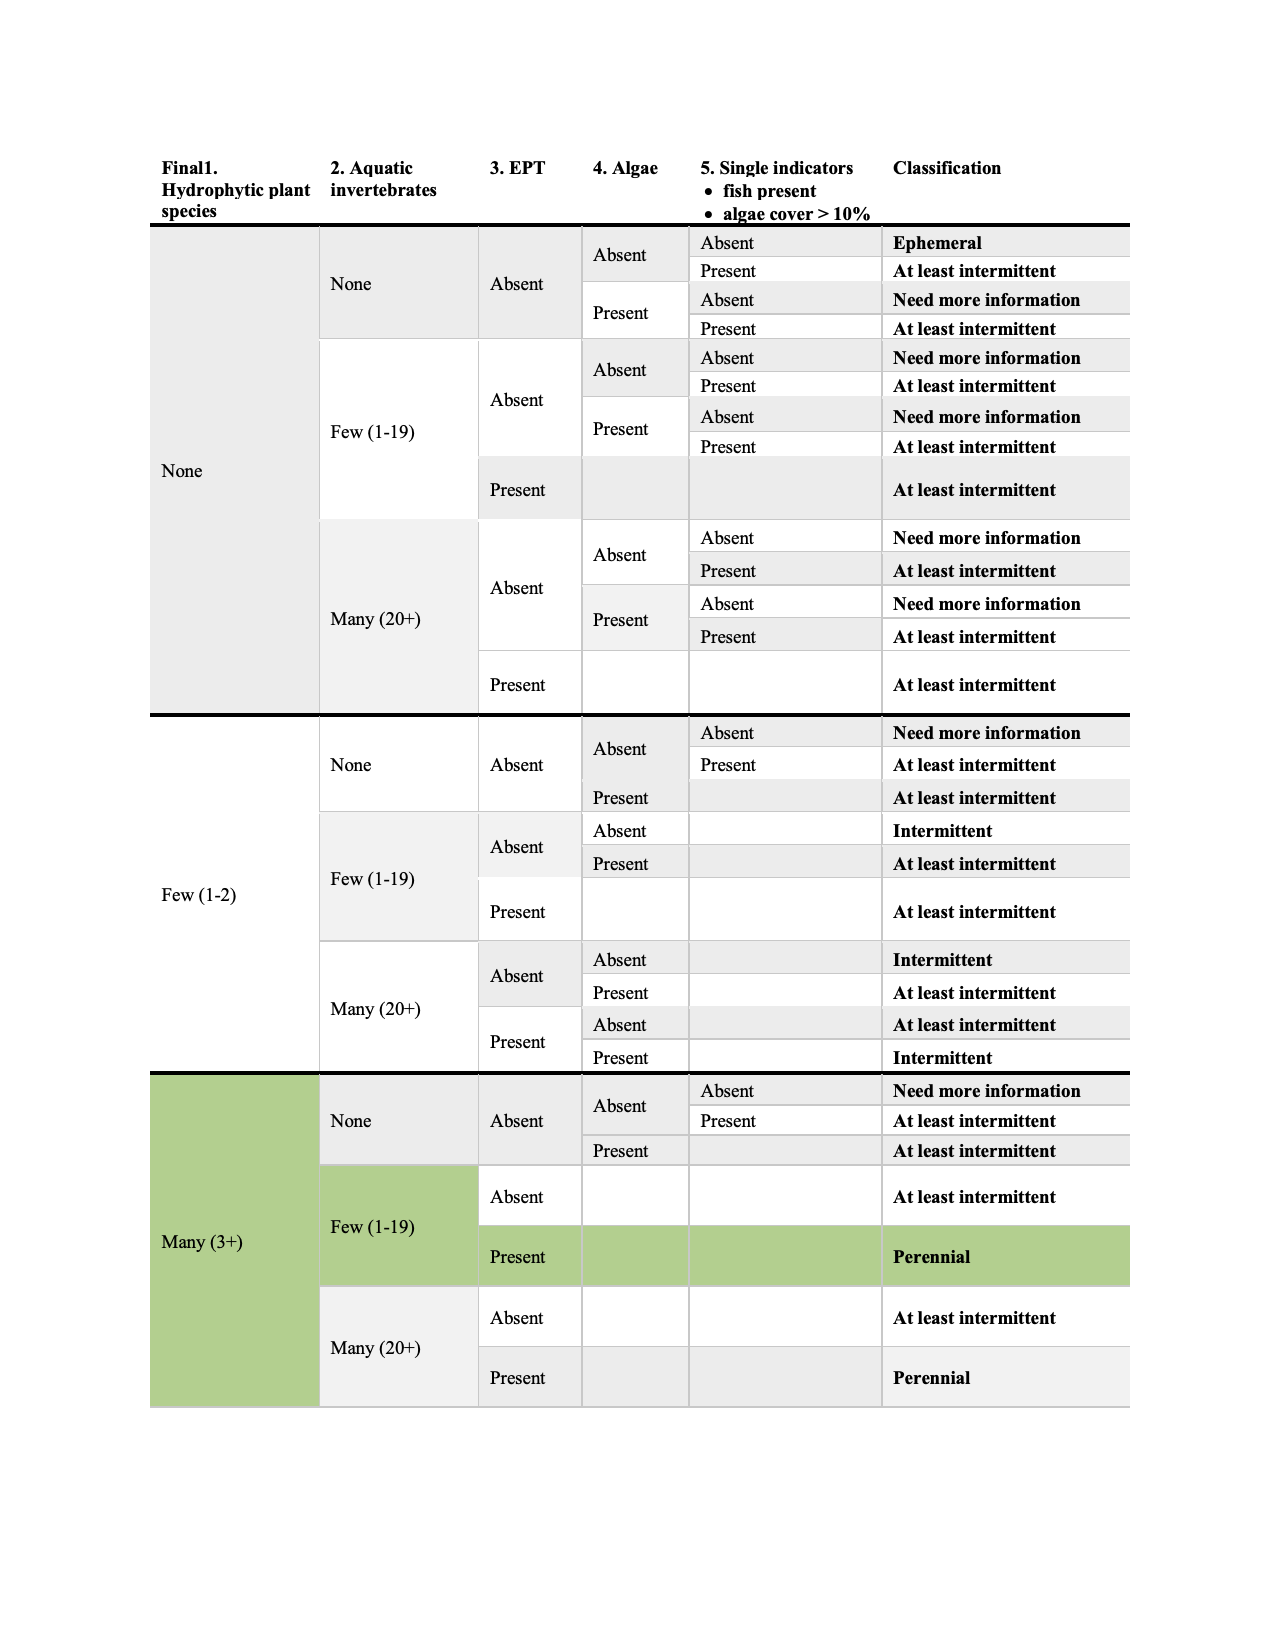 Final1. Hydrophytic plant species 2. Aquatic invertebrates 3. EPT 4. Algae 5. Single indicators • fish present • algae cover > 10% Classification
None None Absent Absent Absent Ephemeral
Present At least intermittent
Present Absent Need more information
Present At least intermittent
Few (1-19) Absent Absent Absent Need more information
Present At least intermittent
Present Absent Need more information
Present At least intermittent
Present At least intermittent
Many (20+) Absent Absent Absent Need more information
Present At least intermittent
Present Absent Need more information
Present At least intermittent
Present At least intermittent
Few (1-2) None Absent Absent Absent Need more information
Present At least intermittent
Present At least intermittent
Few (1-19) Absent Absent Intermittent
Present At least intermittent
Present At least intermittent
Many (20+) Absent Absent Intermittent
Present At least intermittent
Present Absent At least intermittent
Present Intermittent
Many (3+) None Absent Absent Absent Need more information
Present At least intermittent
Present At least intermittent
Few (1-19) Absent At least intermittent
Present Perennial
Many (20+) Absent At least intermittent
Present Perennial